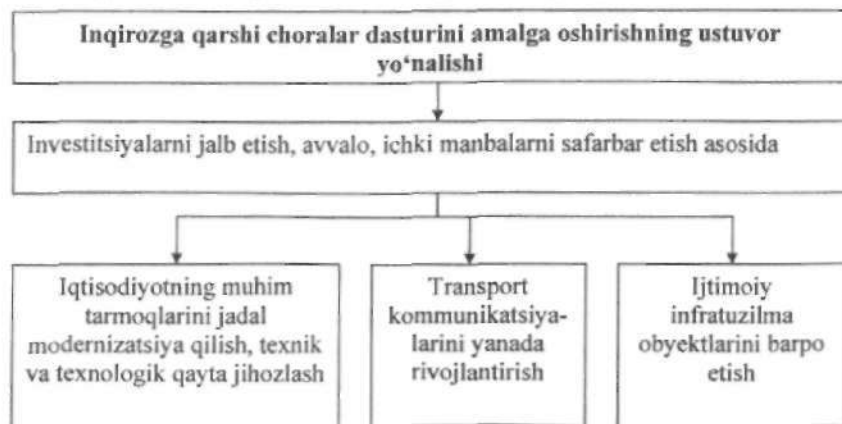 Inqirozga qarshi choralar dasturini amalga oshirishning ustuvor
yo‘nalishi
Investitsiyalarni jalb etish, avvalo, ichki manbalarni safarbar etish asosida
Iqtisodiyotning muhim
tarmoqlarini jadal
modernizatsiya qilish, texnik
va texnologik qayta jihozlash
Transport
kommunikatsiya-
larini yanada
rivojlantirish
Ijtimoiy
infratuzilma
obyektlarini barpo
etish